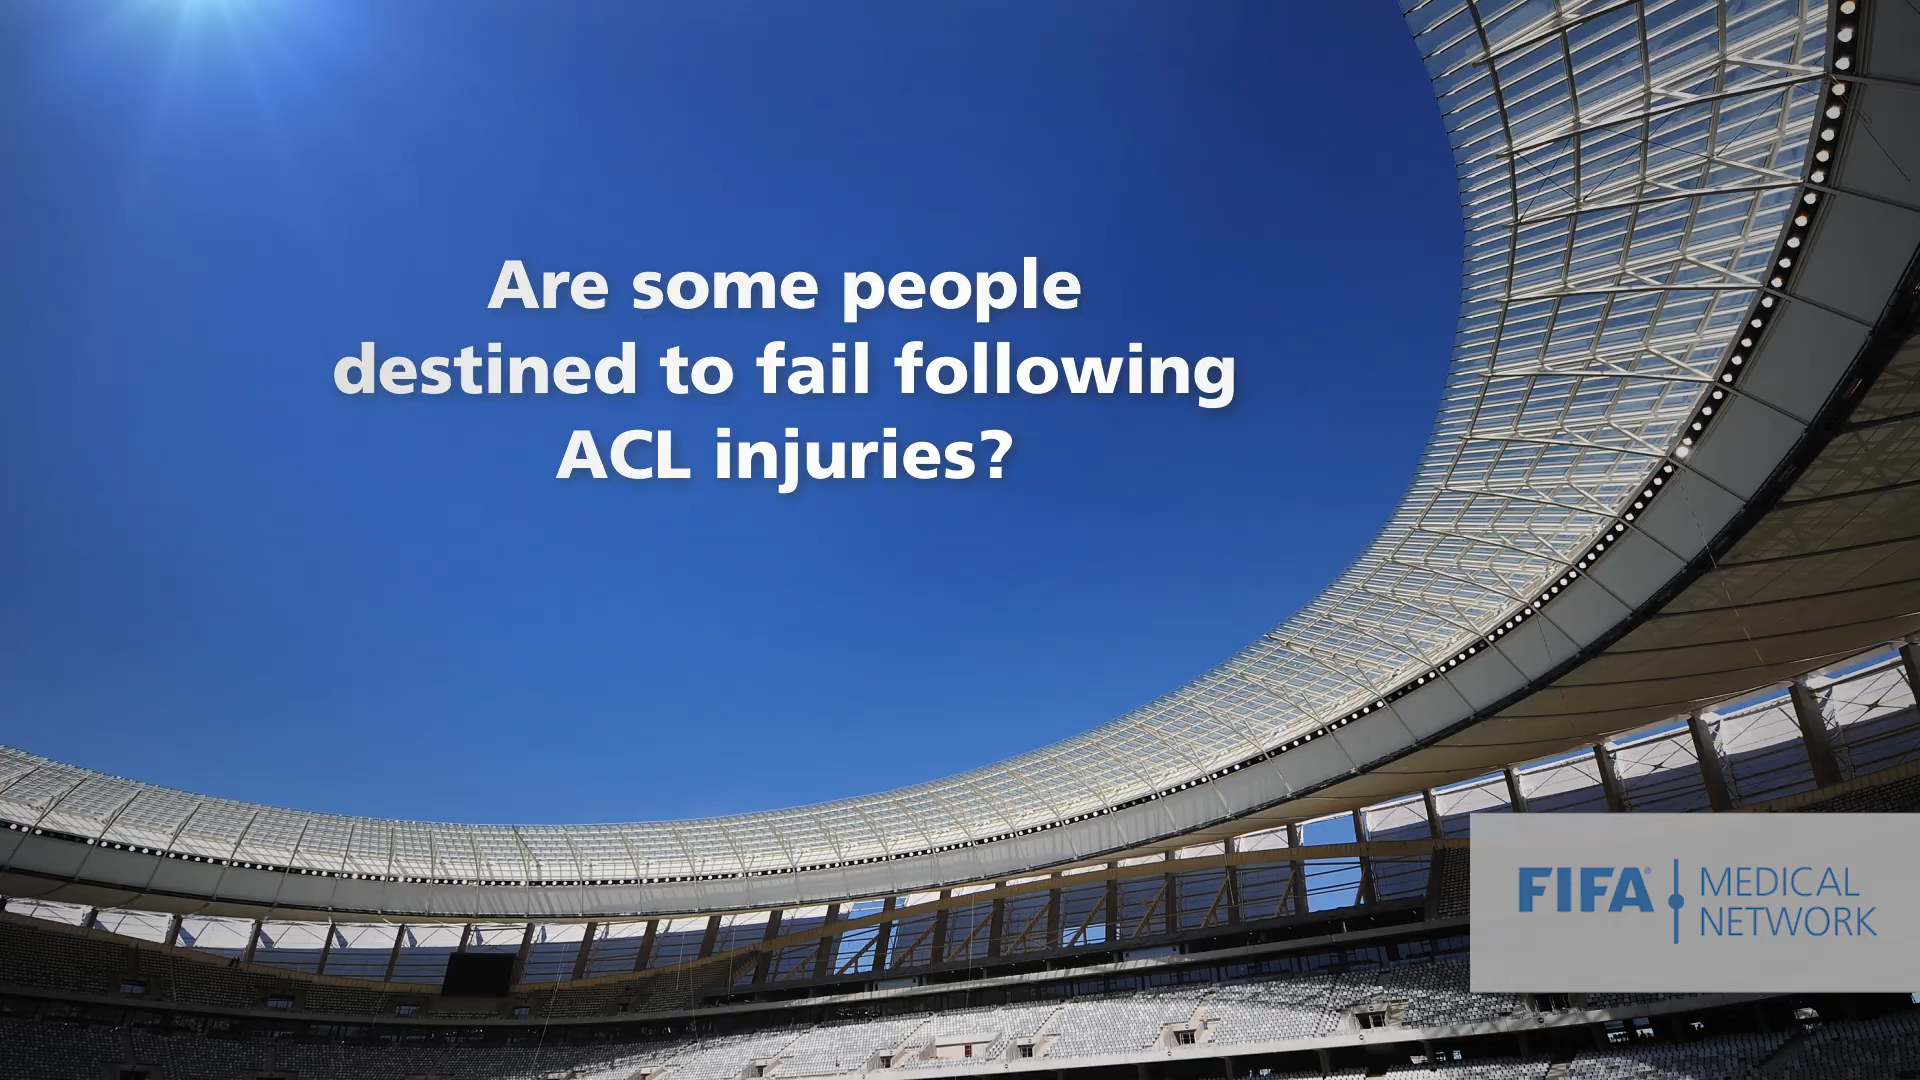 Are some people
destined to fail following
ACL injuries?
FIFA®
MEDICAL
NETWORK